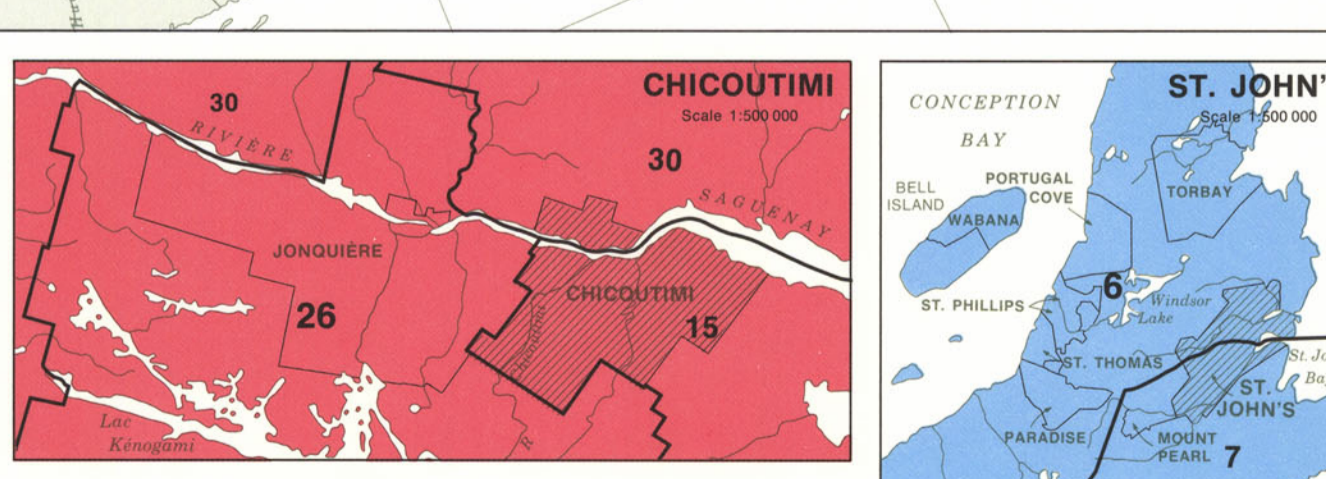 CHICOUTIMI
Scale 1:500 000
30
RIVIÈRE
30
SAGUENAY
JONQUIÈRE
26
CHICOUTIMI
15
Chicoutimi
R
Lac
Kénogami
ST. JOHN'
Scale 1:500 000
CONCEPTION
BAY
BELL
ISLAND
WABANA
PORTUGAL
COVE
TORBAY
6
Windsor
Lake
ST. PHILLIPS
ST. THOMAS
ST.
JOHN'S
PARADISE
MOUNT
PEARL
7